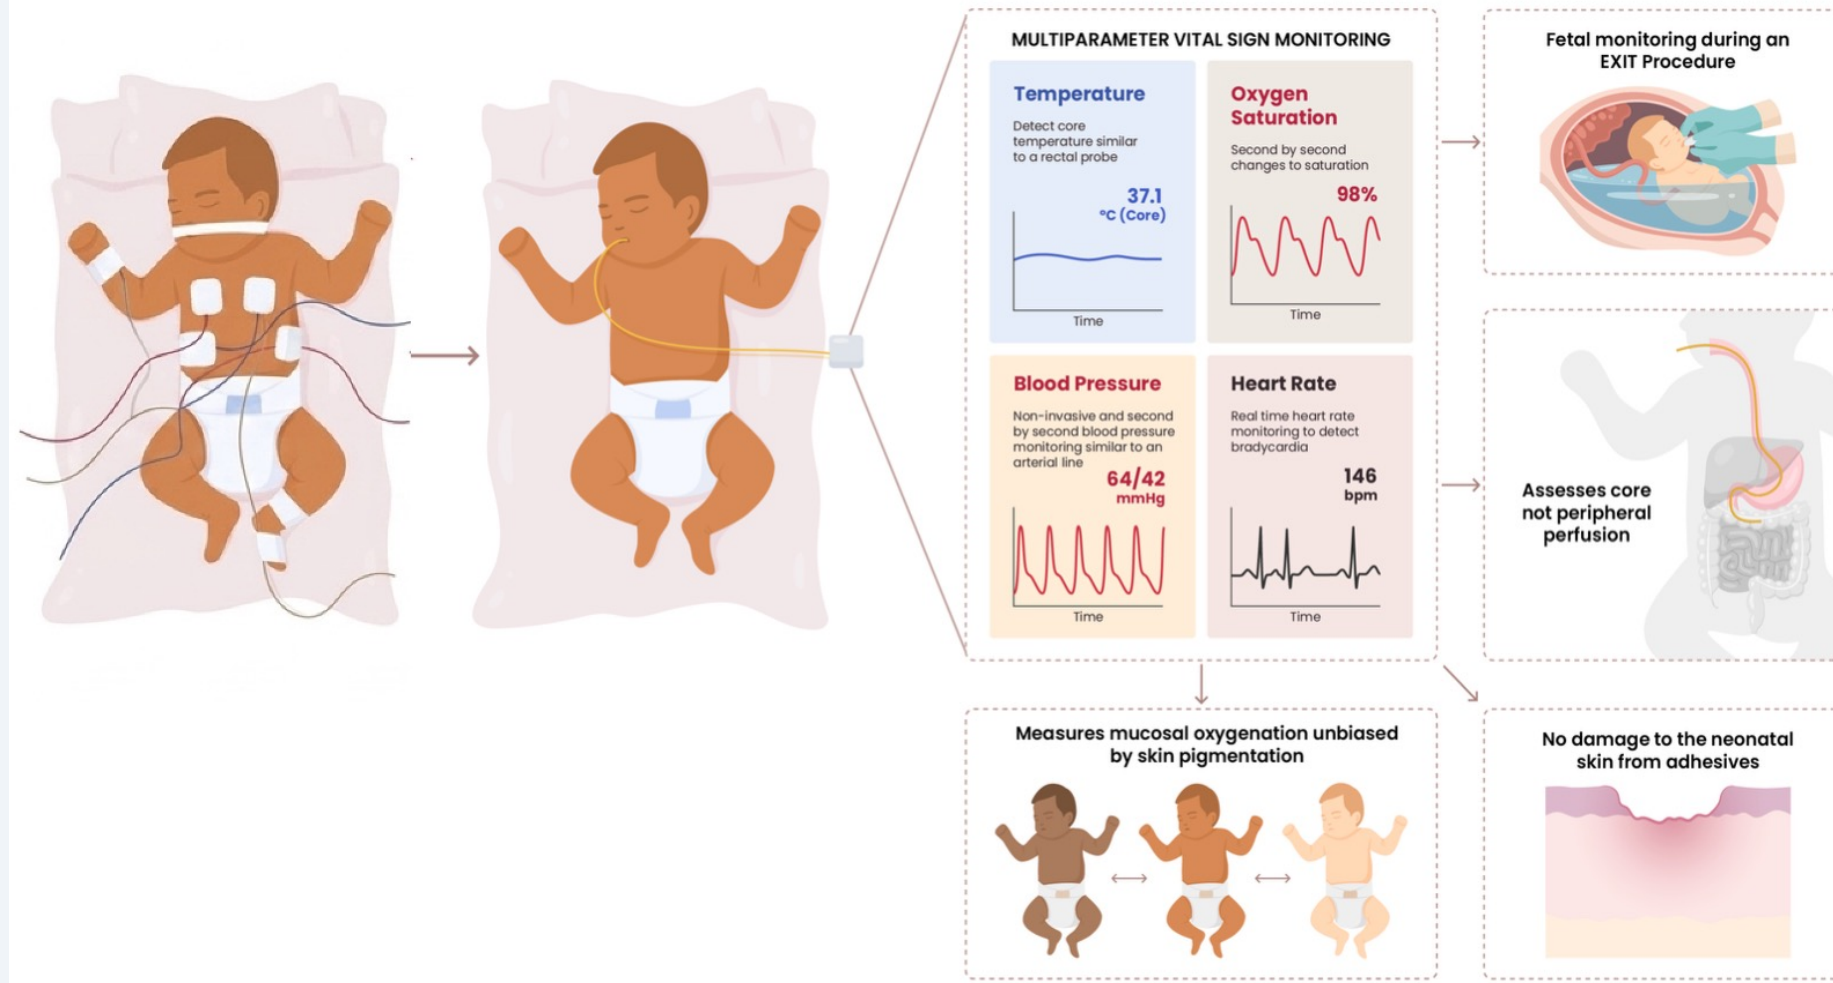 MULTIPARAMETER VITAL SIGN MONITORING
Temperature
Detect core
temperature similar
to a rectal probe
37.1
°C (Core)
Time
Oxygen
Saturation
Second by second
changes to saturation
98%
Time
Blood Pressure
Non-invasive and second
by second blood pressure
monitoring similar to an
arterial line
64/42
mmHg
Time
Heart Rate
Real time heart rate
monitoring to detect
bradycardia
146
bpm
Time
Fetal monitoring during an
EXIT Procedure
Assesses core
not peripheral
perfusion
Measures mucosal oxygenation unbiased
by skin pigmentation
No damage to the neonatal
skin from adhesives